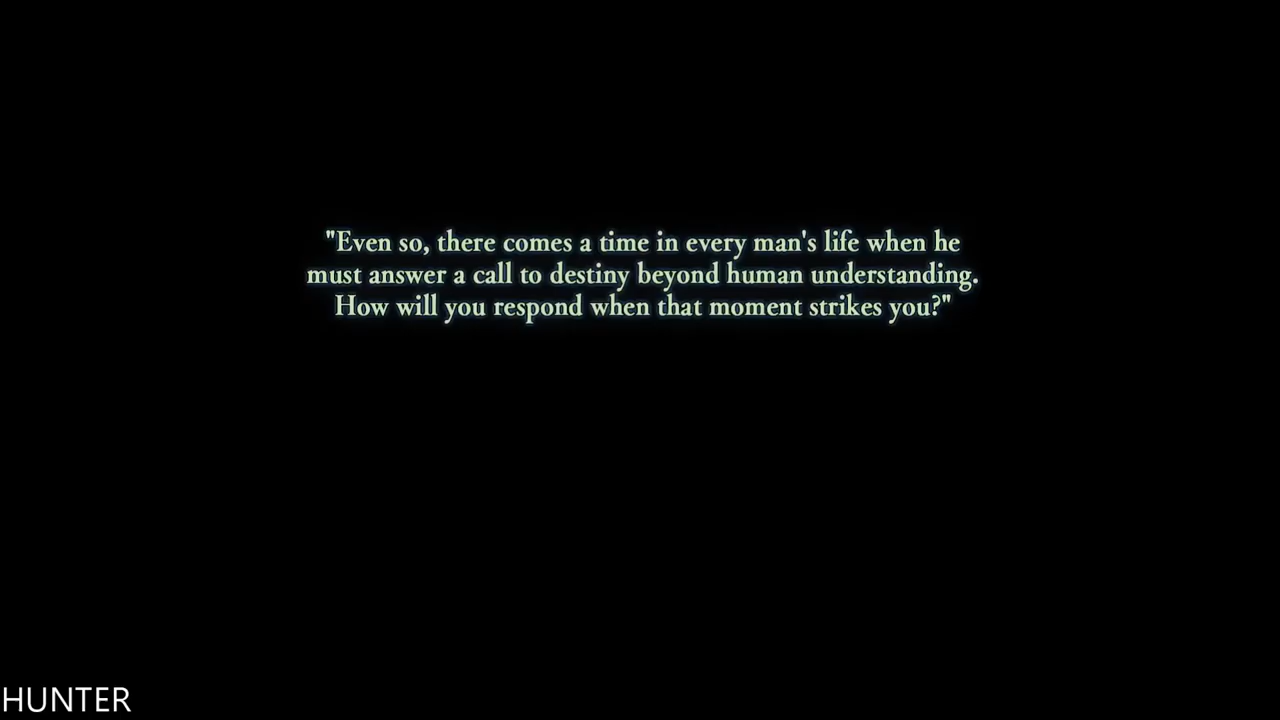 "Even so, there comes a time in every man's life when he
must answer a call to destiny beyond human understanding.
How will you respond when that moment strikes you?"
HUNTER